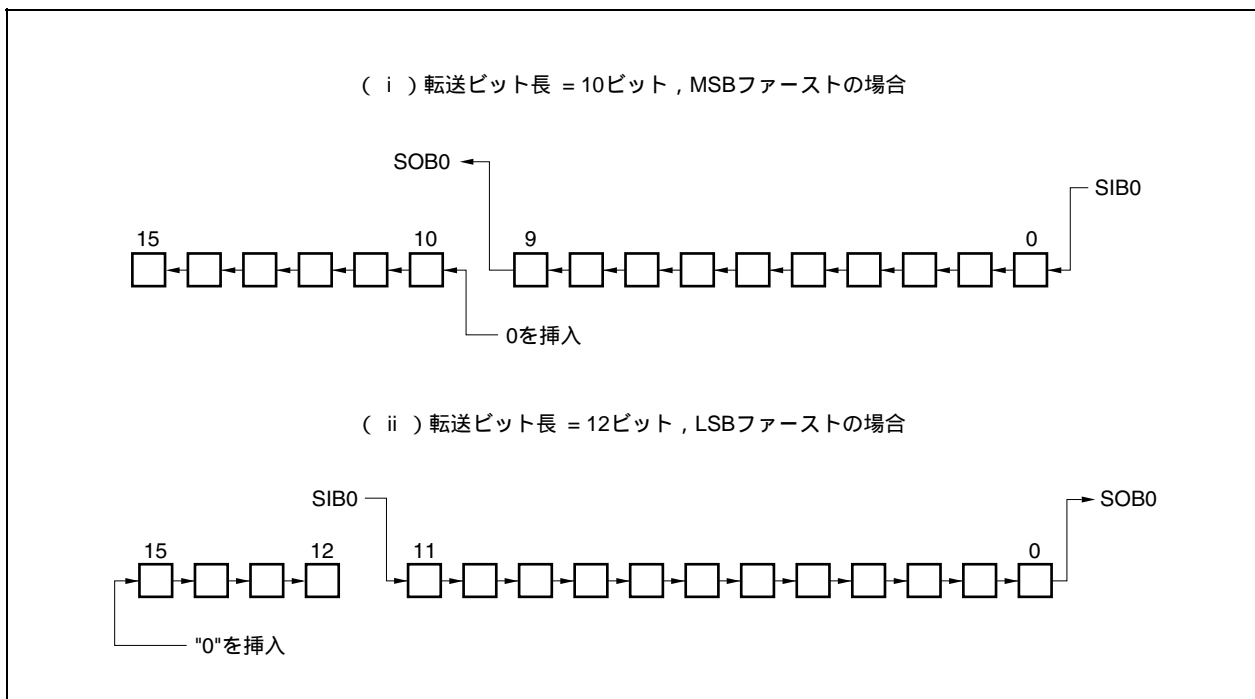 ( i )転送ビット長 = 10ビット , MSBファーストの場合
SOB0
SIB0
15
10
9
0
0を挿入
( ii )転送ビット長 = 12ビット , LSBファーストの場合
SIB0
SOB0
15
12
11
0
"0"を挿入